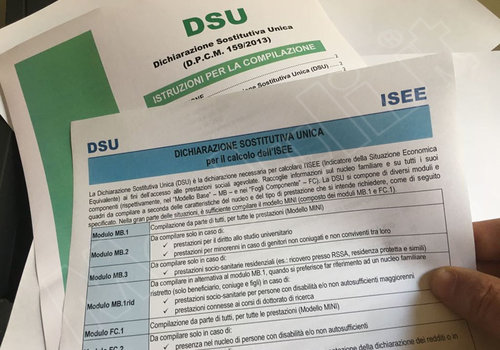 DSU
Dichiarazione Sostitutiva Unica
(D.P.C.M. 159/2013)
ISTRUZIONI PER LA COMPILAZIONE
Sostitutiva Unica (DSU)
DSU
ISEE
DICHIARAZIONE SOSTITUTIVA UNICA
per il calcolo dell'ISEE
La Dichiarazione Sostitutiva Unica (DSU) è la dichiarazione necessaria per calcolare l'ISEE (Indicatore della Situazione Economica
Equivalente) ai fini dell'accesso alle prestazioni sociali agevolate. Raccoglie informazioni sul nucleo familiare e su tutti i suoi
componenti (rispettivamente, nel "Modello Base" – MB – e nei "Fogli Componente" – FC). La DSU si compone di diversi moduli e
quadri da compilare a seconda delle caratteristiche del nucleo e del tipo di prestazione che si intende richiedere, come di seguito
specificato. Nella gran parte delle situazioni, è sufficiente compilare il modello MINI (composto dei moduli MB.1 e FC.1).
Modulo MB.1
Compilazione da parte di tutti, per tutte le prestazioni (Modello MINI)
Modulo MB.2
Da compilare solo in caso di:
✓ prestazioni per il diritto allo studio universitario
✓ prestazioni per minorenni in caso di genitori non coniugati e non conviventi tra loro
Modulo MB.3
Da compilare solo in caso di:
✓ prestazioni socio-sanitarie residenziali (es.: ricovero presso RSSA, residenza protetta e simili)
Modulo MB.1rid
Da compilare in alternativa al modulo MB.1, quando si preferisce far riferimento ad un nucleo familiare
ristretto (solo beneficiario, coniuge e figli) in caso di:
✓ prestazioni socio-sanitarie per persone con disabilità e/o non autosufficienti maggiorenni
✓ prestazioni connesse ai corsi di dottorato di ricerca
Modulo FC.1
Compilazione da parte di tutti, per tutte le prestazioni (Modello MINI)
Da compilare solo in caso di:
✓ presenza nel nucleo di persone con disabilità e/o non autosufficienti